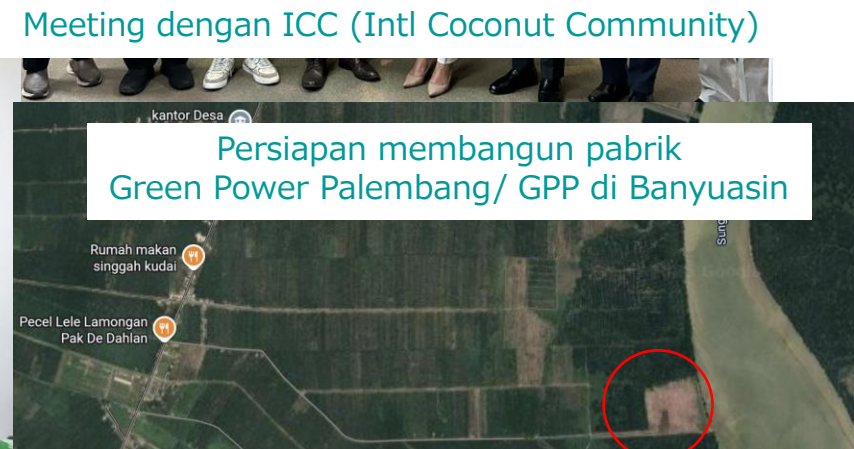 Meeting dengan ICC (Intl Coconut Community)
kantor Desa
Persiapan membangun pabrik
Green Power Palembang/ GPP di Banyuasin
Rumah makan
singgah kudai
Pecel Lele Lamongan
Pak De Dahlan